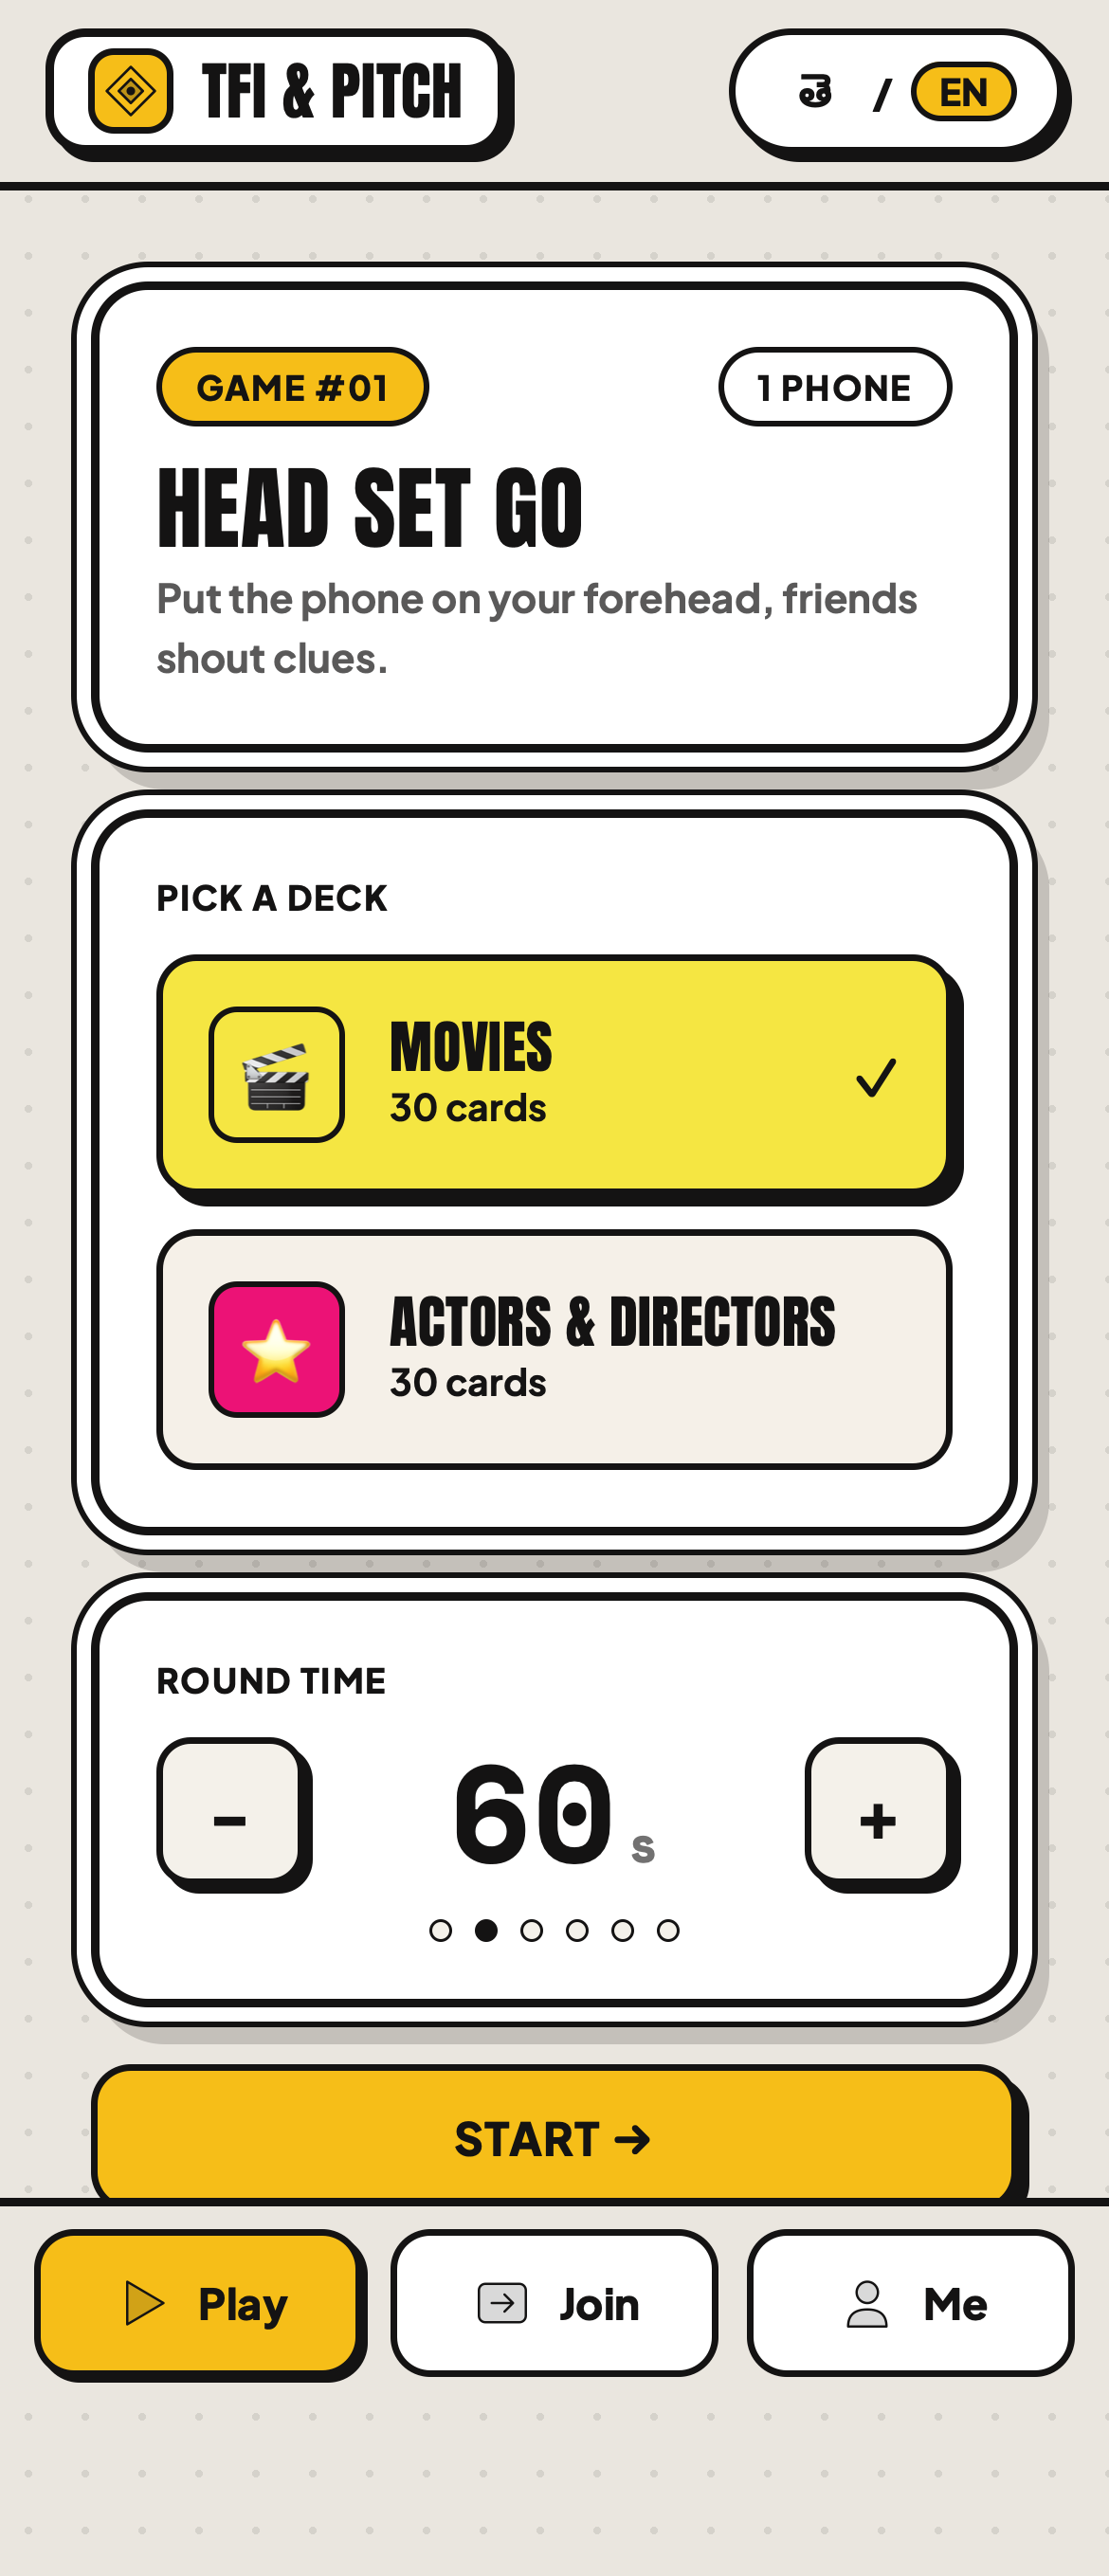 TFI & PITCH
తె / EN
GAME #01
1 PHONE
HEAD SET GO
Put the phone on your forehead, friends
shout clues.
PICK A DECK
MOVIES
30 cards
ACTORS & DIRECTORS
30 cards
ROUND TIME
- 60 s +
START →
Play
Join
Me